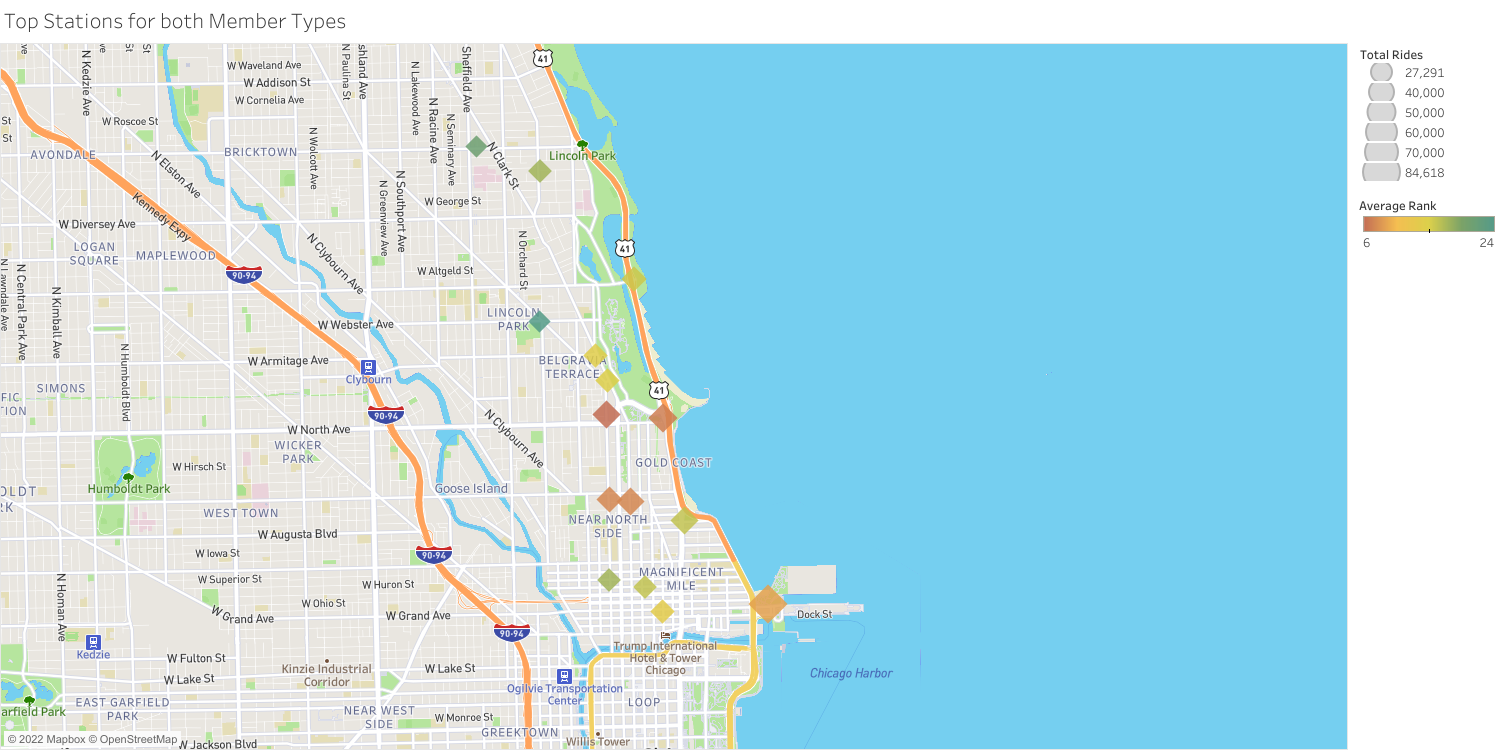 Top Stations for both Member Types
Total Rides
27,291
40,000
50,000
60,000
70,000
84,618
Average Rank
6
24
41
N Kedzie Ave
St
St
N Paulina St
shland Ave
Sheffield Ave
W Waveland Ave
W Addison St
W Cornelia Ave
N Lakewood Ave
N Racine Ave
N Seminary Ave
St
W Roscoe St
St
AVONDALE
BRICKTOWN
N Elston Ave
N Wolcott Ave
N Clark St
Lincoln Park
Kennedy Expy
N Greenview Ave
N Southport Ave
W George St
W Diversey Ave
LOGAN
SQUARE
MAPLEWOOD
N Clybourn Ave
N Orchard St
41
90-94
W Altgeld St
N Lawndale Ave
N Central Park Ave
N Kimball Ave
LINCOLN
PARK
W Webster Ave
N Humboldt Blvd
W Armitage Ave
BELGRAVIA
TERRACE
Clybourn
SIMONS
41
FIC
TION
90-94
N Clybourn Ave
W North Ave
WICKER
PARK
GOLD COAST
W Hirsch St
Humboldt Park
OLDT
RK
Goose Island
WEST TOWN
NEAR NORTH
SIDE
W Augusta Blvd
W Iowa St
90-94
W Superior St
MAGNIFICENT
MILE
N Homan Ave
W Huron St
W Ohio St
W Grand Ave
W Grand Ave
Dock St
90-94
Kedzie
W Fulton St
Trump International
Hotel & Tower
Chicago
Kinzie Industrial
Corridor
W Lake St
W Lake St
Chicago Harbor
Ogilvie Transportation
Center
EAST GARFIELD
PARK
LOOP
arfield Park
NEAR WEST
SIDE
W Monroe St
GREEKTOWN
Willis Tower
© 2022 Mapbox © OpenStreetMap
W Jackson Blvd